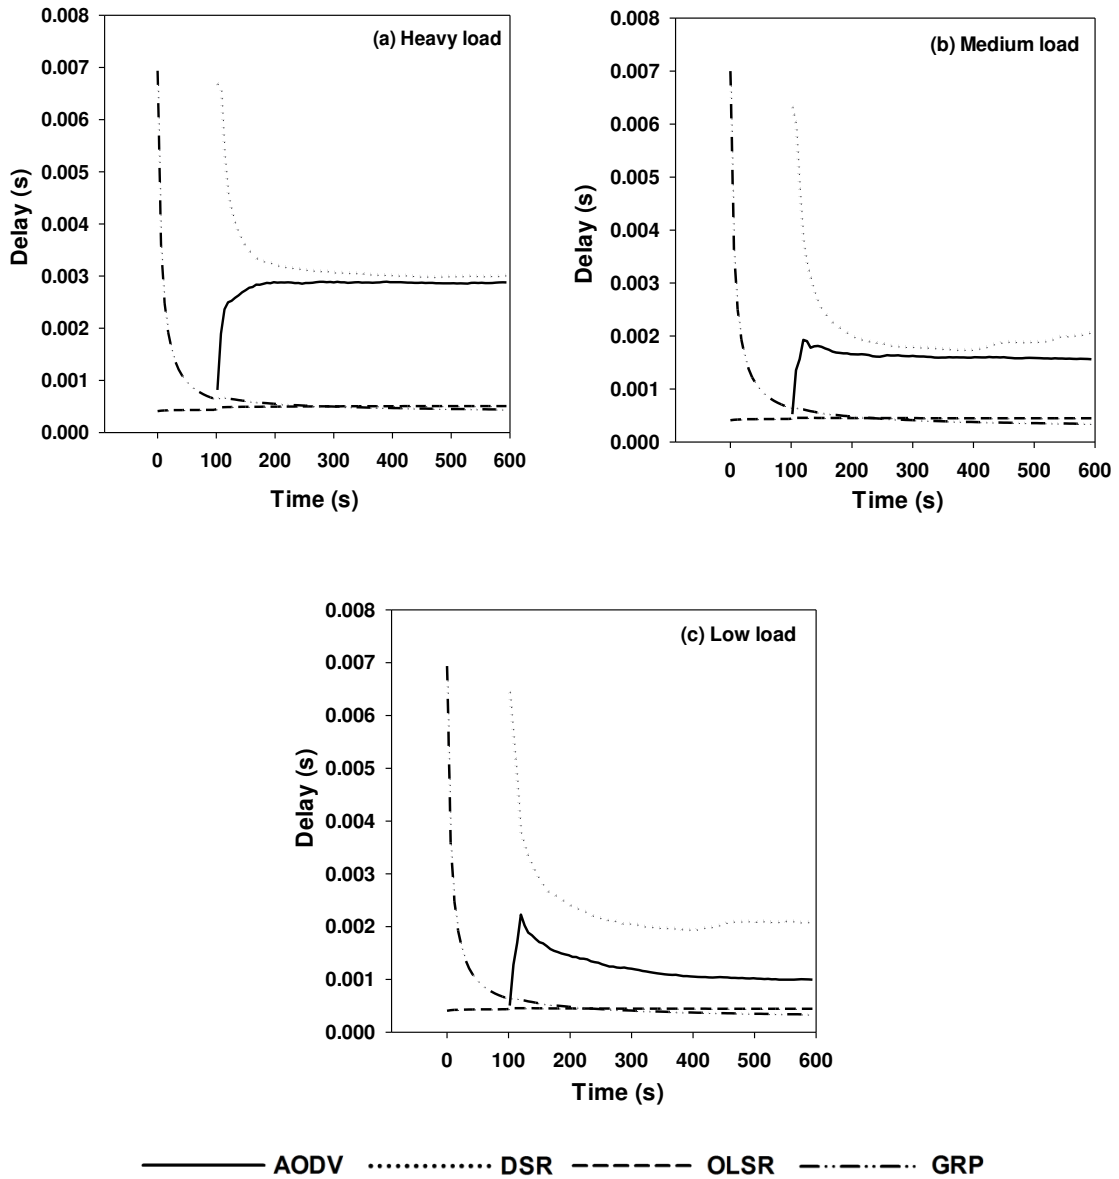 (a) Heavy load
Delay (s)
0.008
0.007
0.006
0.005
0.004
0.003
0.002
0.001
0.000
0 100 200 300 400 500 600
Time (s)
(b) Medium load
Delay (s)
0.008
0.007
0.006
0.005
0.004
0.003
0.002
0.001
0.000
0 100 200 300 400 500 600
Time (s)
(c) Low load
Delay (s)
0.008
0.007
0.006
0.005
0.004
0.003
0.002
0.001
0.000
0 100 200 300 400 500 600
Time (s)
AODV DSR OLSR GRP